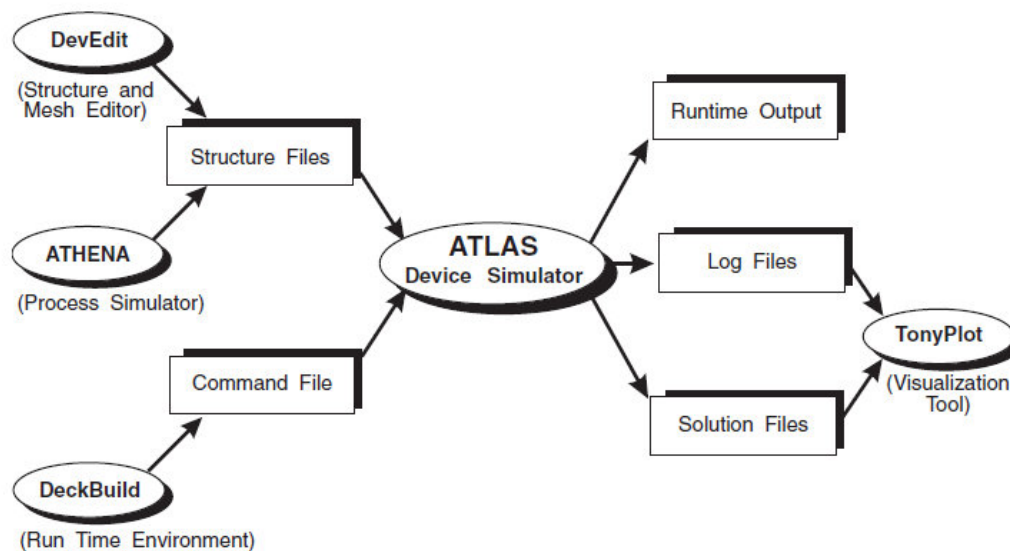 DevEdit
(Structure and
Mesh Editor)
Structure Files
ATHENA
(Process Simulator)
Command File
DeckBuild
(Run Time Environment)
ATLAS
Device Simulator
Runtime Output
Log Files
Solution Files
TonyPlot
(Visualization
Tool)